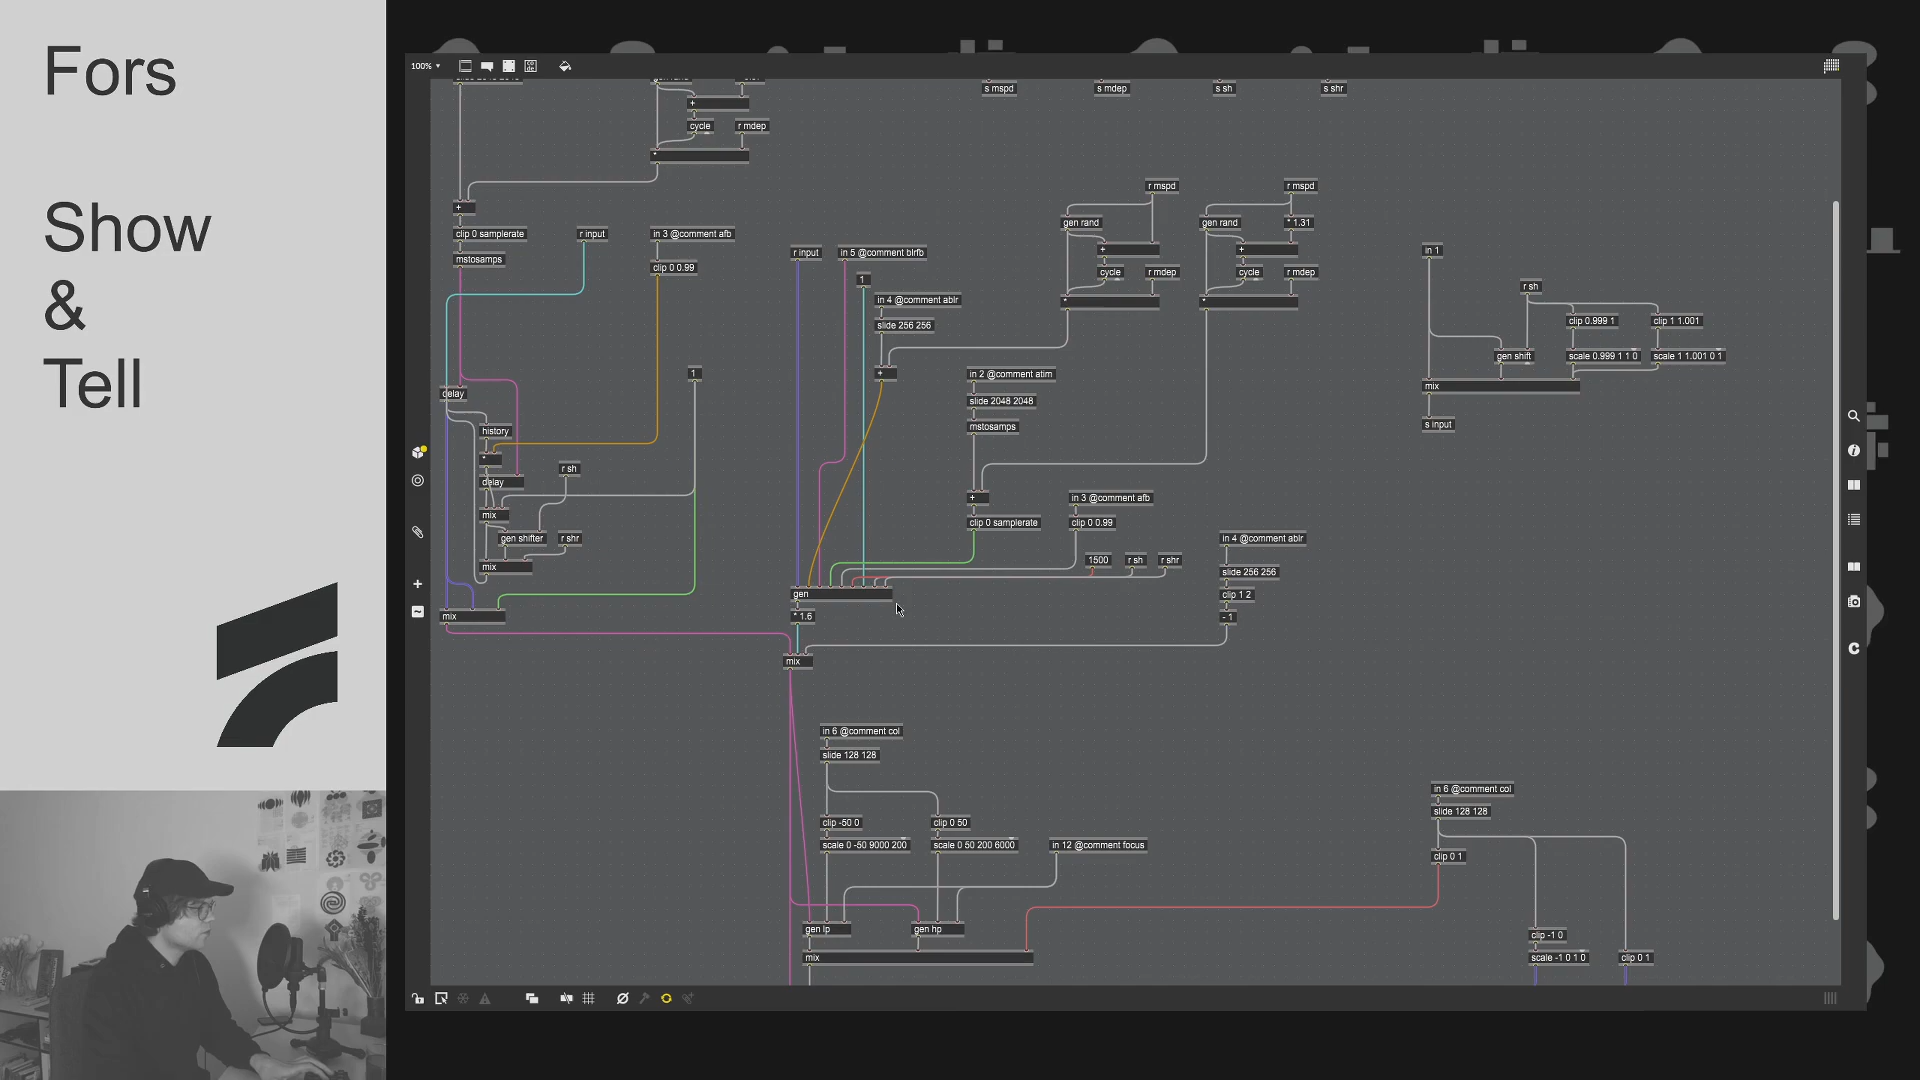 Fors
Show
&
Tell
100%
s mspd
s mdep
s sh
s shr
+
cycle
r mdep
*
+
clip 0 samplerate
mstosamps
r input
in 3 @comment afb
clip 0 0.99
1
delay
history
*
delay
r sh
mix
gen shifter
r shr
mix
mix
r input
in 5 @comment blrfb
1
in 4 @comment ablr
slide 256 256
+
r mspd
gen rand
+
cycle
r mdep
*
r mspd
gen rand
* 1.31
+
cycle
r mdep
*
in 2 @comment atim
slide 2048 2048
mstosamps
+
clip 0 samplerate
in 3 @comment afb
clip 0 0.99
1500
r sh
r shr
gen
* 1.6
mix
in 4 @comment ablr
slide 256 256
clip 1 2
- 1
in 1
r sh
clip 0.999 1
clip 1 1.001
gen shift
scale 0.999 1 1 0
scale 1 1.001 0 1
mix
s input
in 6 @comment col
slide 128 128
clip -50 0
clip 0 50
scale 0 -50 9000 200
scale 0 50 200 6000
in 12 @comment focus
gen lp
gen hp
mix
in 6 @comment col
slide 128 128
clip 0 1
clip -1 0
scale -1 0 1 0
clip 0 1